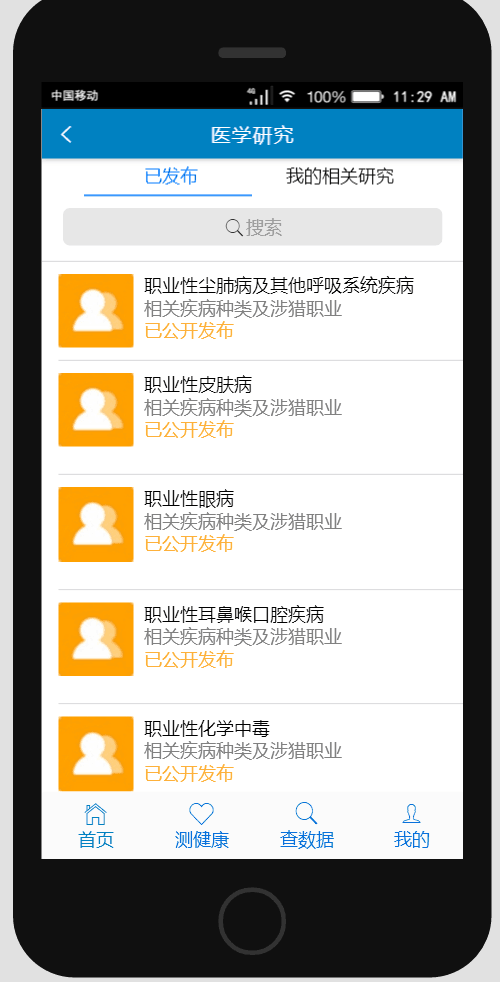 中国移动 4G 100% 11:29 AM
医学研究
已发布 我的相关研究
搜索
职业性尘肺病及其他呼吸系统疾病
相关疾病种类及涉猎职业
已公开发布
职业性皮肤病
相关疾病种类及涉猎职业
已公开发布
职业性眼病
相关疾病种类及涉猎职业
已公开发布
职业性耳鼻喉口腔疾病
相关疾病种类及涉猎职业
已公开发布
职业性化学中毒
相关疾病种类及涉猎职业
已公开发布
首页 测健康 查数据 我的